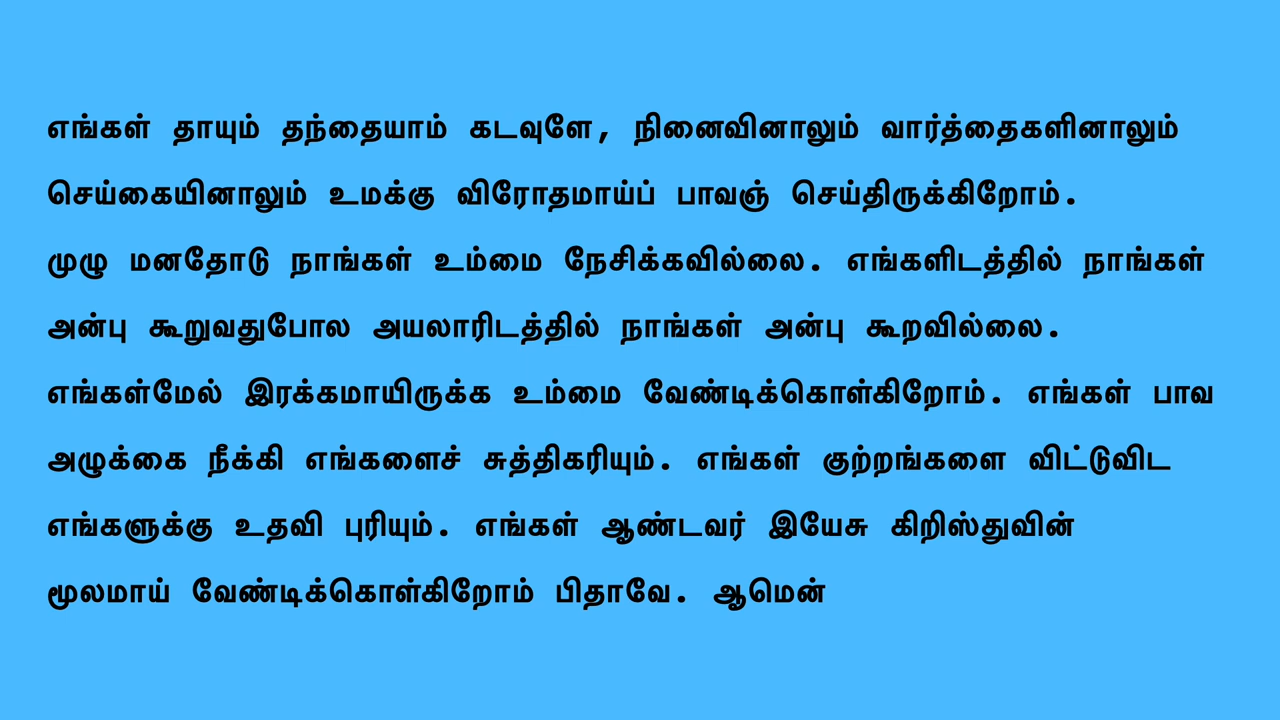 எங்கள் தாயும் தந்தையாம் கடவுளே, நினைவினாலும் வார்த்தைகளினாலும்
செய்கையினாலும் உமக்கு விரோதமாய்ப் பாவஞ் செய்திருக்கிறோம்.
முழு மனதோடு நாங்கள் உம்மை நேசிக்கவில்லை. எங்களிடத்தில் நாங்கள்
அன்பு கூறுவதுபோல அயலாரிடத்தில் நாங்கள் அன்பு கூறவில்லை.
எங்கள்மேல் இரக்கமாயிருக்க உம்மை வேண்டிக்கொள்கிறோம். எங்கள் பாவ
அழுக்கை நீக்கி எங்களைச் சுத்திகரியும். எங்கள் குற்றங்களை விட்டுவிட
எங்களுக்கு உதவி புரியும். எங்கள் ஆண்டவர் இயேசு கிறிஸ்துவின்
மூலமாய் வேண்டிக்கொள்கிறோம் பிதாவே. ஆமென்